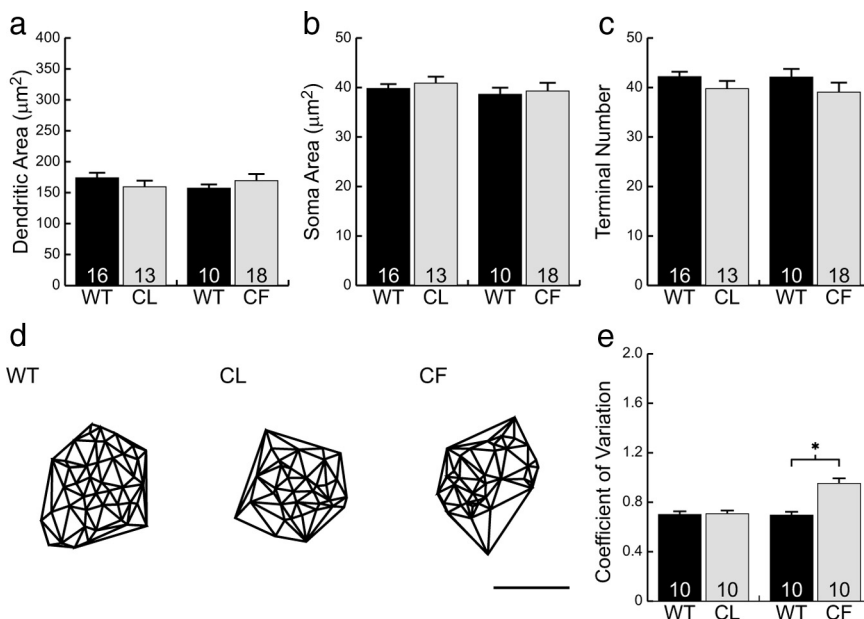 a
Dendritic Area (μm²)
400
350
300
250
200
150
100
50
0
16
13
10
18
WT CL WT CF
b
Soma Area (μm²)
50
40
30
20
10
0
16
13
10
18
WT CL WT CF
c
Terminal Number
50
40
30
20
10
0
16
13
10
18
WT CL WT CF
d
WT
CL
CF
e
Coefficient of Variation
2.0
1.6
1.2
0.8
0.4
0
*
10
10
10
10
WT CL WT CF